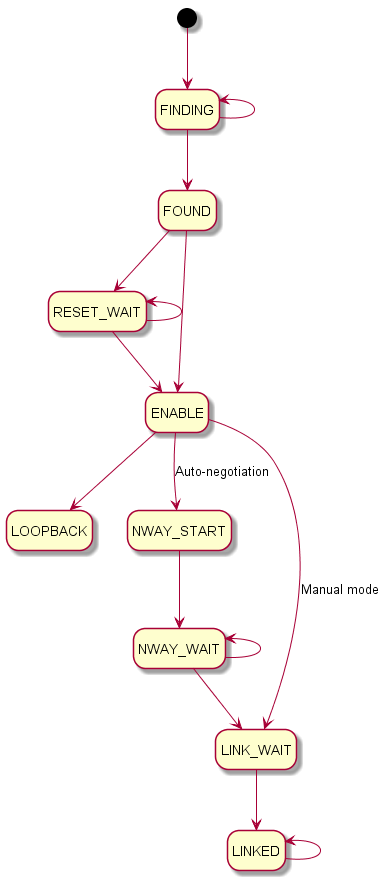 FINDING
FOUND
RESET_WAIT
ENABLE
Auto-negotiation
LOOPBACK
NWAY_START
Manual mode
NWAY_WAIT
LINK_WAIT
LINKED